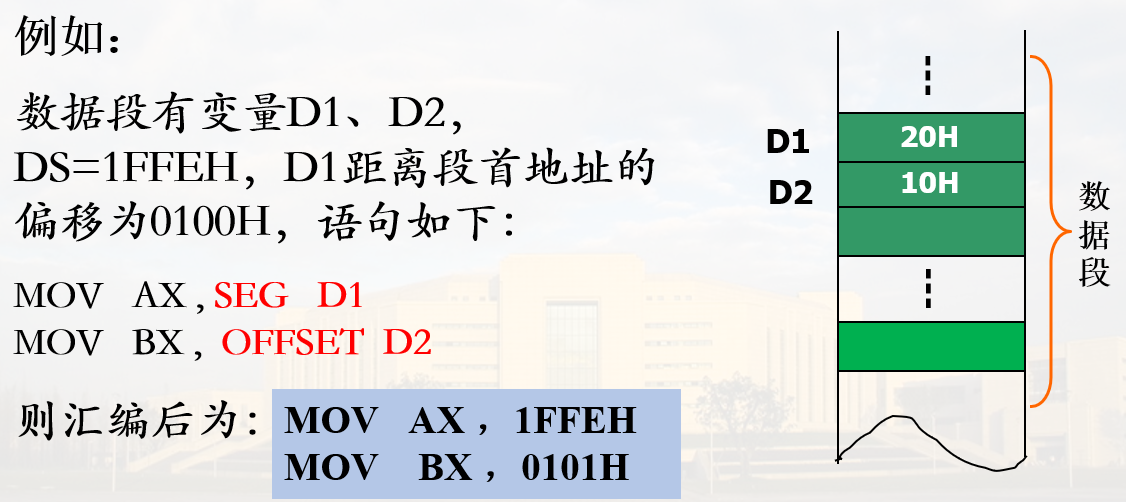 例如：
数据段有变量D1、D2，
DS=1FFEH，D1距离段首地址的
偏移为0100H，语句如下：
MOV AX , SEG D1
MOV BX , OFFSET D2
则汇编后为：
MOV AX ，1FFEH
MOV BX ，0101H
D1 20H
D2 10H
数据段